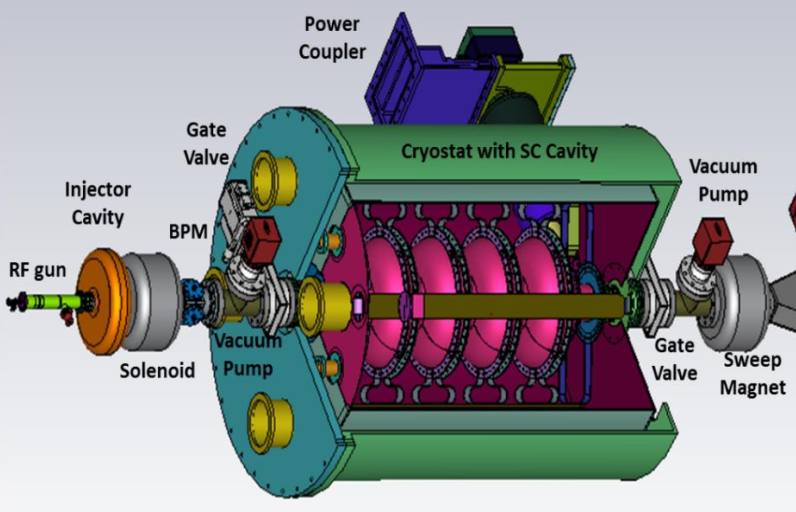 Power
Coupler
Gate
Valve
Cryostat with SC Cavity
Vacuum
Pump
Injector
Cavity
BPM
RF gun
Solenoid
Vacuum
Pump
Gate
Valve
Sweep
Magnet